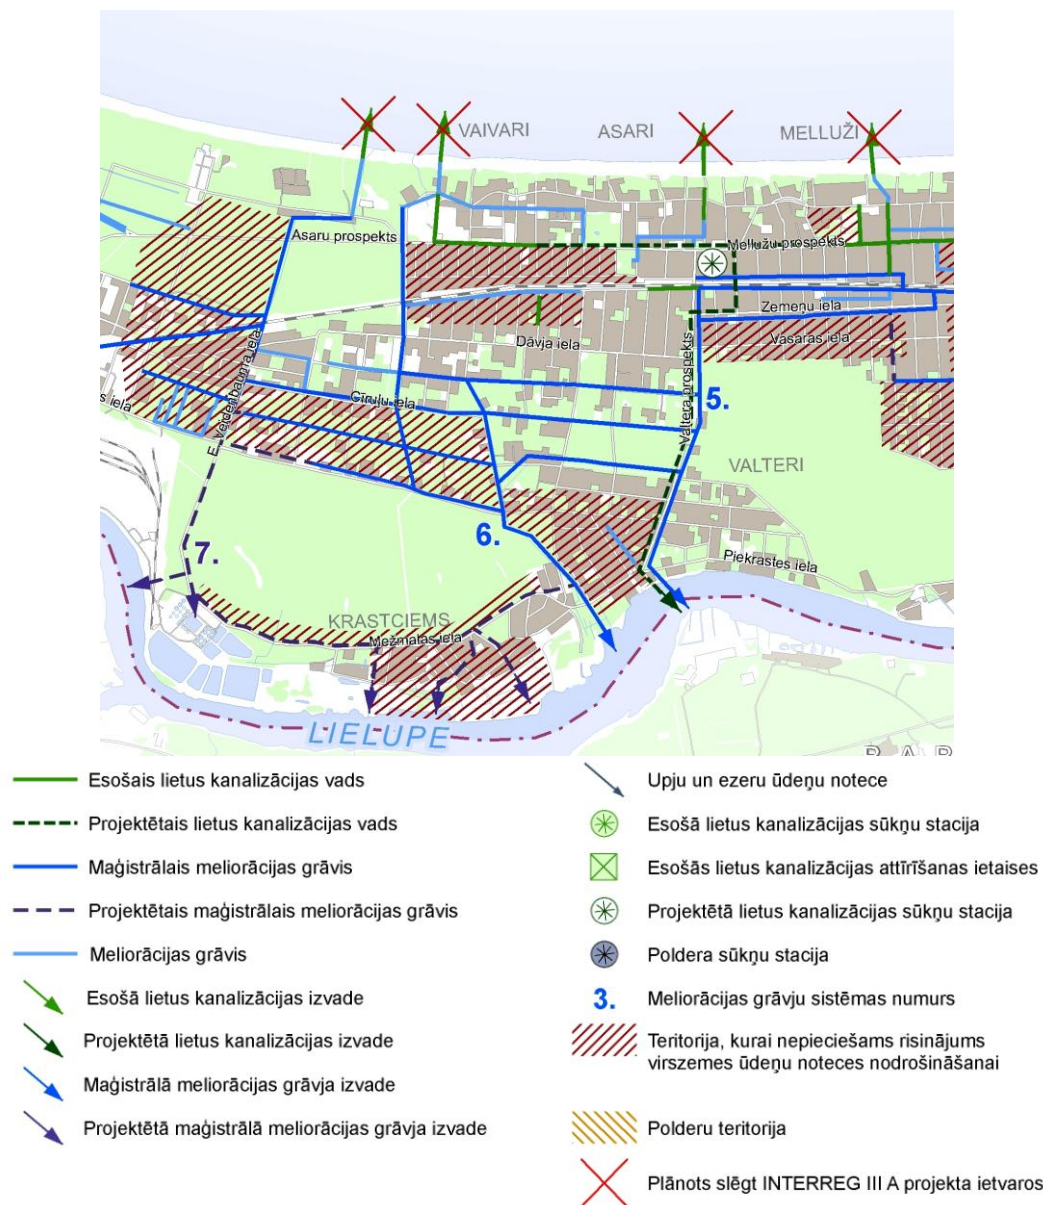 VAIVARI
ASARI
MELLUŽI
Asaru prospekts
Mellužu prospekts
Zemeņu iela
Vasaras iela
Dāvja iela
E. Veidenbauma iela
Cīruļu iela
s iela
Valtera prospekts
5.
VALTERI
6.
7.
Piekrastes iela
KRASTCIEMS
Mežmalas iela
LIELUPE
Esošais lietus kanalizācijas vads
Projektētais lietus kanalizācijas vads
Maģistrālais meliorācijas grāvis
Projektētais maģistrālais meliorācijas grāvis
Meliorācijas grāvis
Esošā lietus kanalizācijas izvade
Projektētā lietus kanalizācijas izvade
Maģistrālā meliorācijas grāvja izvade
Projektētā maģistrālā meliorācijas grāvja izvade
Upju un ezeru ūdeņu notece
Esošā lietus kanalizācijas sūkņu stacija
Esošās lietus kanalizācijas attīrīšanas ietaises
Projektētā lietus kanalizācijas sūkņu stacija
Poldera sūkņu stacija
3. Meliorācijas grāvju sistēmas numurs
Teritorija, kurai nepieciešams risinājums
virszemes ūdeņu noteces nodrošināšanai
Polderu teritorija
Plānots slēgt INTERREG III A projekta ietvaros